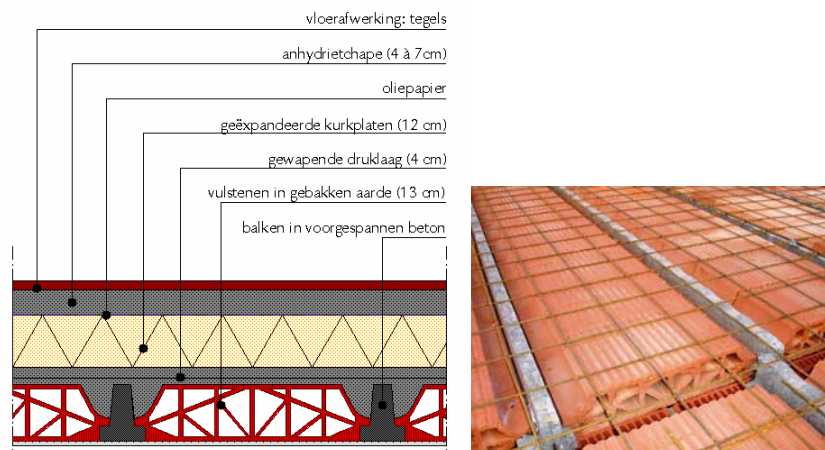 vloerafwerking: tegels
anhydrietchape (4 à 7cm)
oliepapier
geëxpandeerde kurkplaten (12 cm)
gewapende druklaag (4 cm)
vulstenen in gebakken aarde (13 cm)
balken in voorgespannen beton